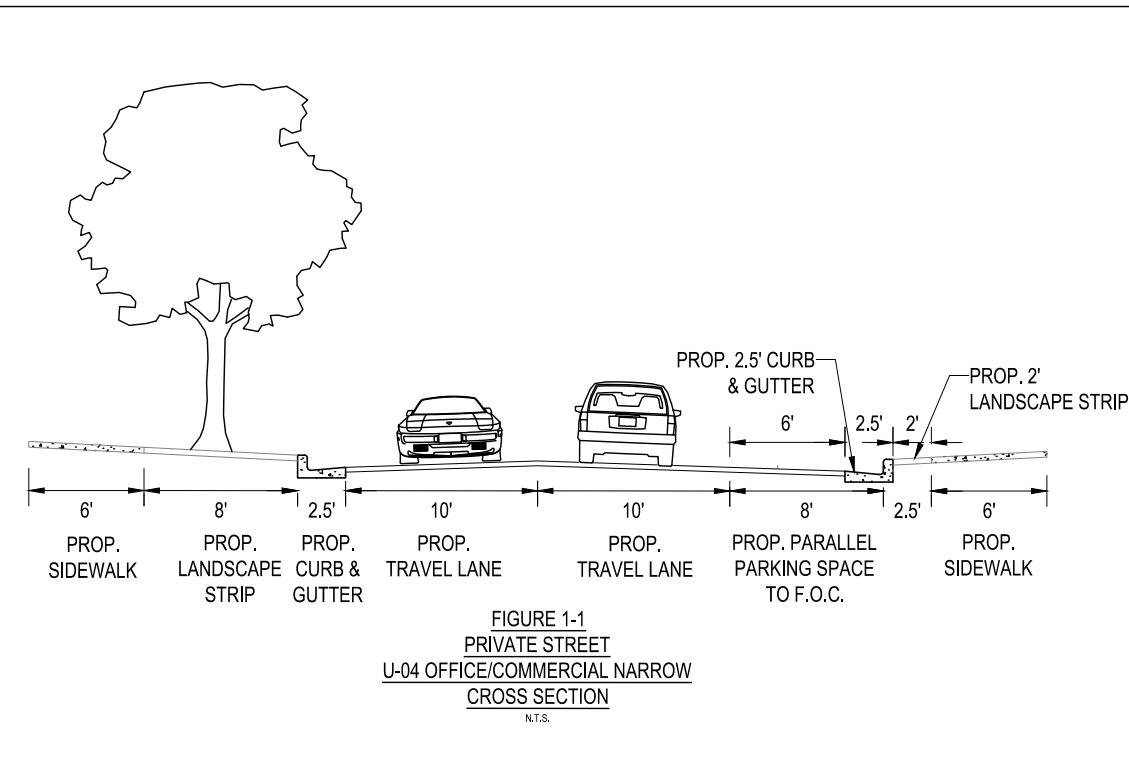 PROP. 2.5' CURB
& GUTTER
PROP. 2'
LANDSCAPE STRIP
6'
2.5'
2'
6'
8'
2.5'
10'
10'
8'
2.5'
6'
PROP.
SIDEWALK
PROP.
LANDSCAPE
STRIP
PROP.
CURB &
GUTTER
PROP.
TRAVEL LANE
PROP.
TRAVEL LANE
PROP. PARALLEL
PARKING SPACE
TO F.O.C.
PROP.
SIDEWALK
FIGURE 1-1
PRIVATE STREET
U-04 OFFICE/COMMERCIAL NARROW
CROSS SECTION
N.T.S.